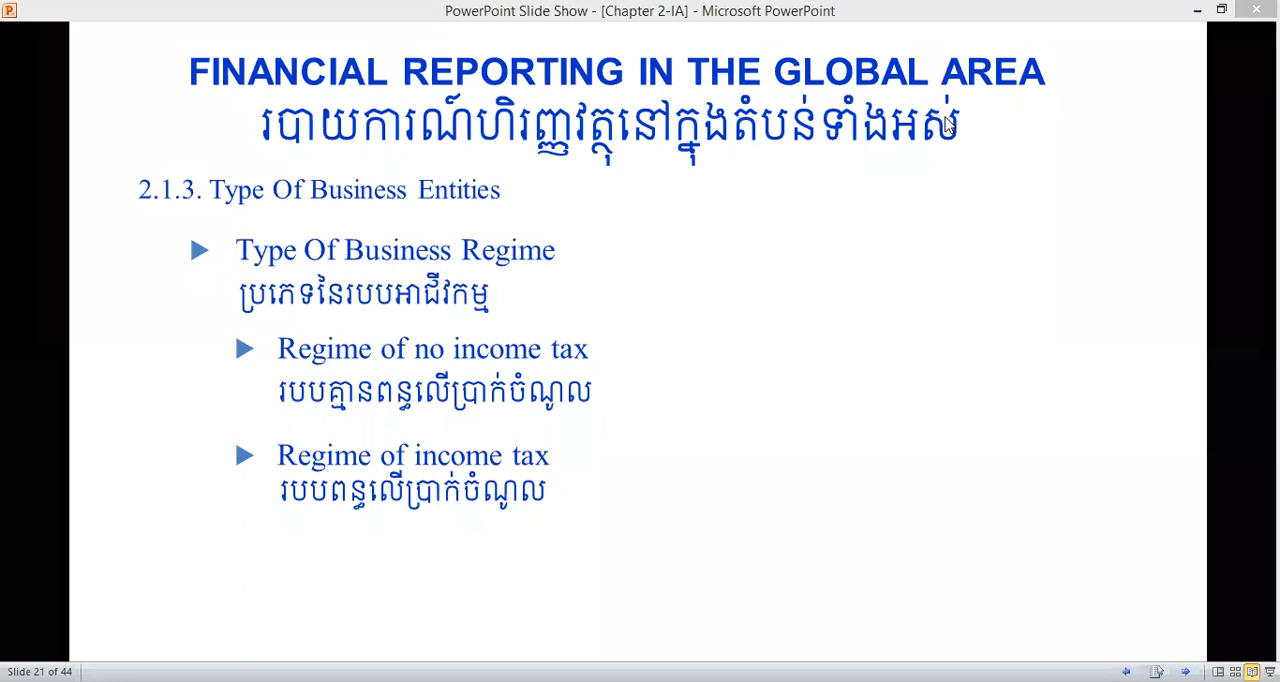 PowerPoint Slide Show - [Chapter 2-IA] - Microsoft PowerPoint
FINANCIAL REPORTING IN THE GLOBAL AREA
របាយការណ៍ហិរញ្ញវត្ថុនៅក្នុងតំបន់ទាំងអស់
2.1.3. Type Of Business Entities
Type Of Business Regime
ប្រភេទនៃរបបអាជីវកម្ម
Regime of no income tax
របបគ្មានពន្ធលើប្រាក់ចំណូល
Regime of income tax
របបពន្ធលើប្រាក់ចំណូល
Slide 21 of 44